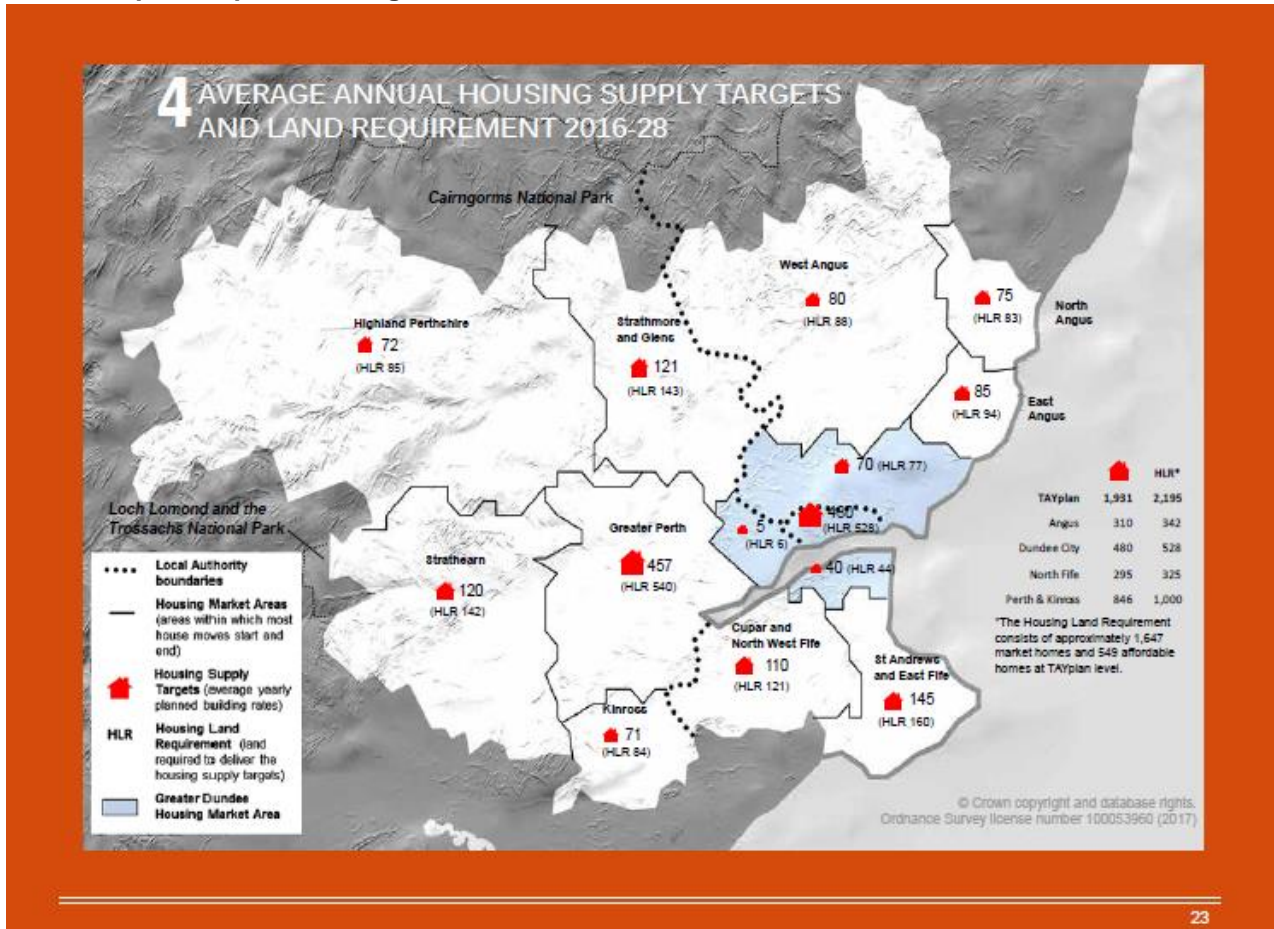 4 AVERAGE ANNUAL HOUSING SUPPLY TARGETS
AND LAND REQUIREMENT 2016-28
Cairngorms National Park
West Angus
80
(HLR 88)
75
(HLR 83)
North
Angus
Highland Perthshire
72
(HLR 85)
Strathmore
and Glens
121
(HLR 143)
85
(HLR 94)
East
Angus
70 (HLR 77)
480
(HLR 528)
5
(HLR 6)
40 (HLR 44)
Loch Lomond and the
Trossachs National Park
Greater Perth
457
(HLR 540)
Strathearn
120
(HLR 142)
Cupar and
North West Fife
110
(HLR 121)
St Andrews
and East Fife
145
(HLR 160)
Kinross
71
(HLR 84)
HLR*
TAYplan 1,931 2,195
Angus 310 342
Dundee City 480 528
North Fife 295 325
Perth & Kinross 846 1,000
*The Housing Land Requirement
consists of approximately 1,647
market homes and 549 affordable
homes at TAYplan level.
Local Authority
boundaries
Housing Market Areas
(areas within which most
house moves start and
end)
Housing Supply
Targets (average yearly
planned building rates)
HLR Housing Land
Requirement (land
required to deliver the
housing supply targets)
Greater Dundee
Housing Market Area
© Crown copyright and database rights.
Ordnance Survey license number 100053960 (2017)
23